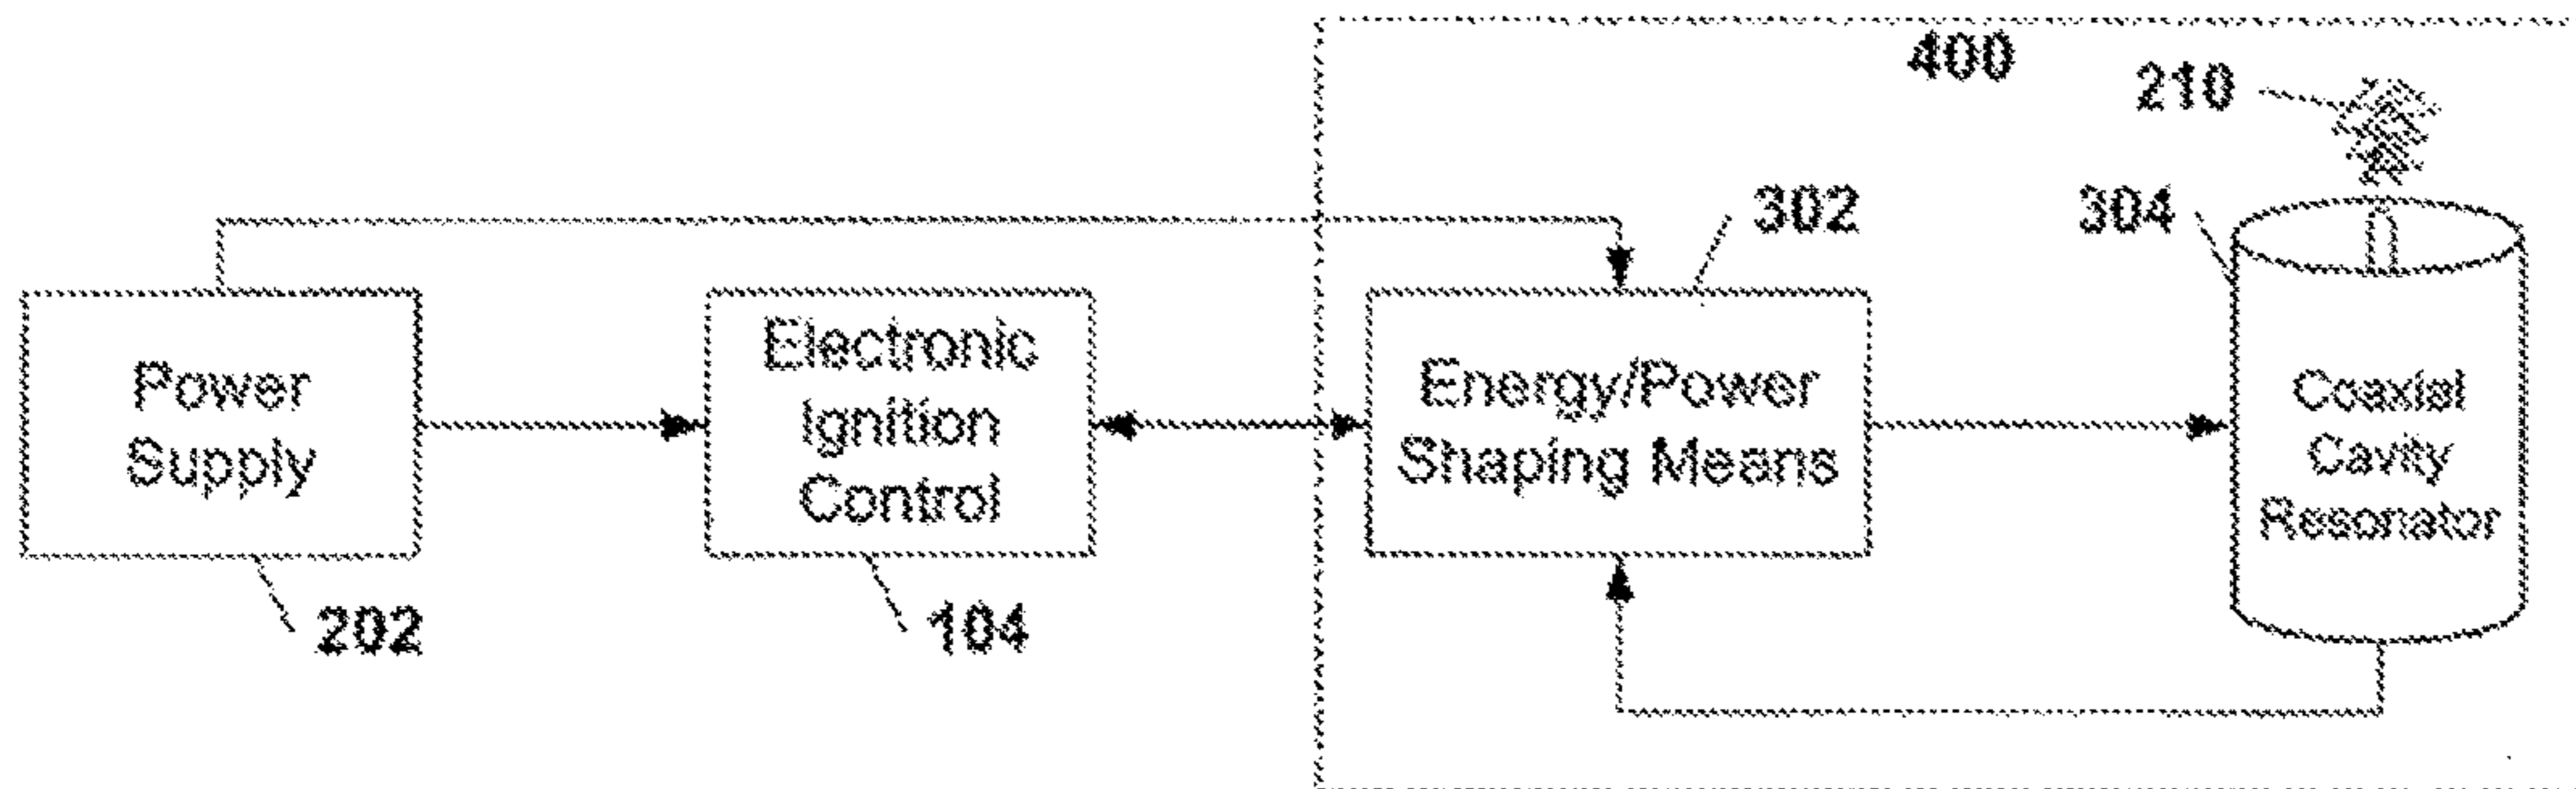 400
210
302
304
Power
Supply
Electronic
Ignition
Control
Energy/Power
Shaping Means
Coaxial
Cavity
Resonator
202
104